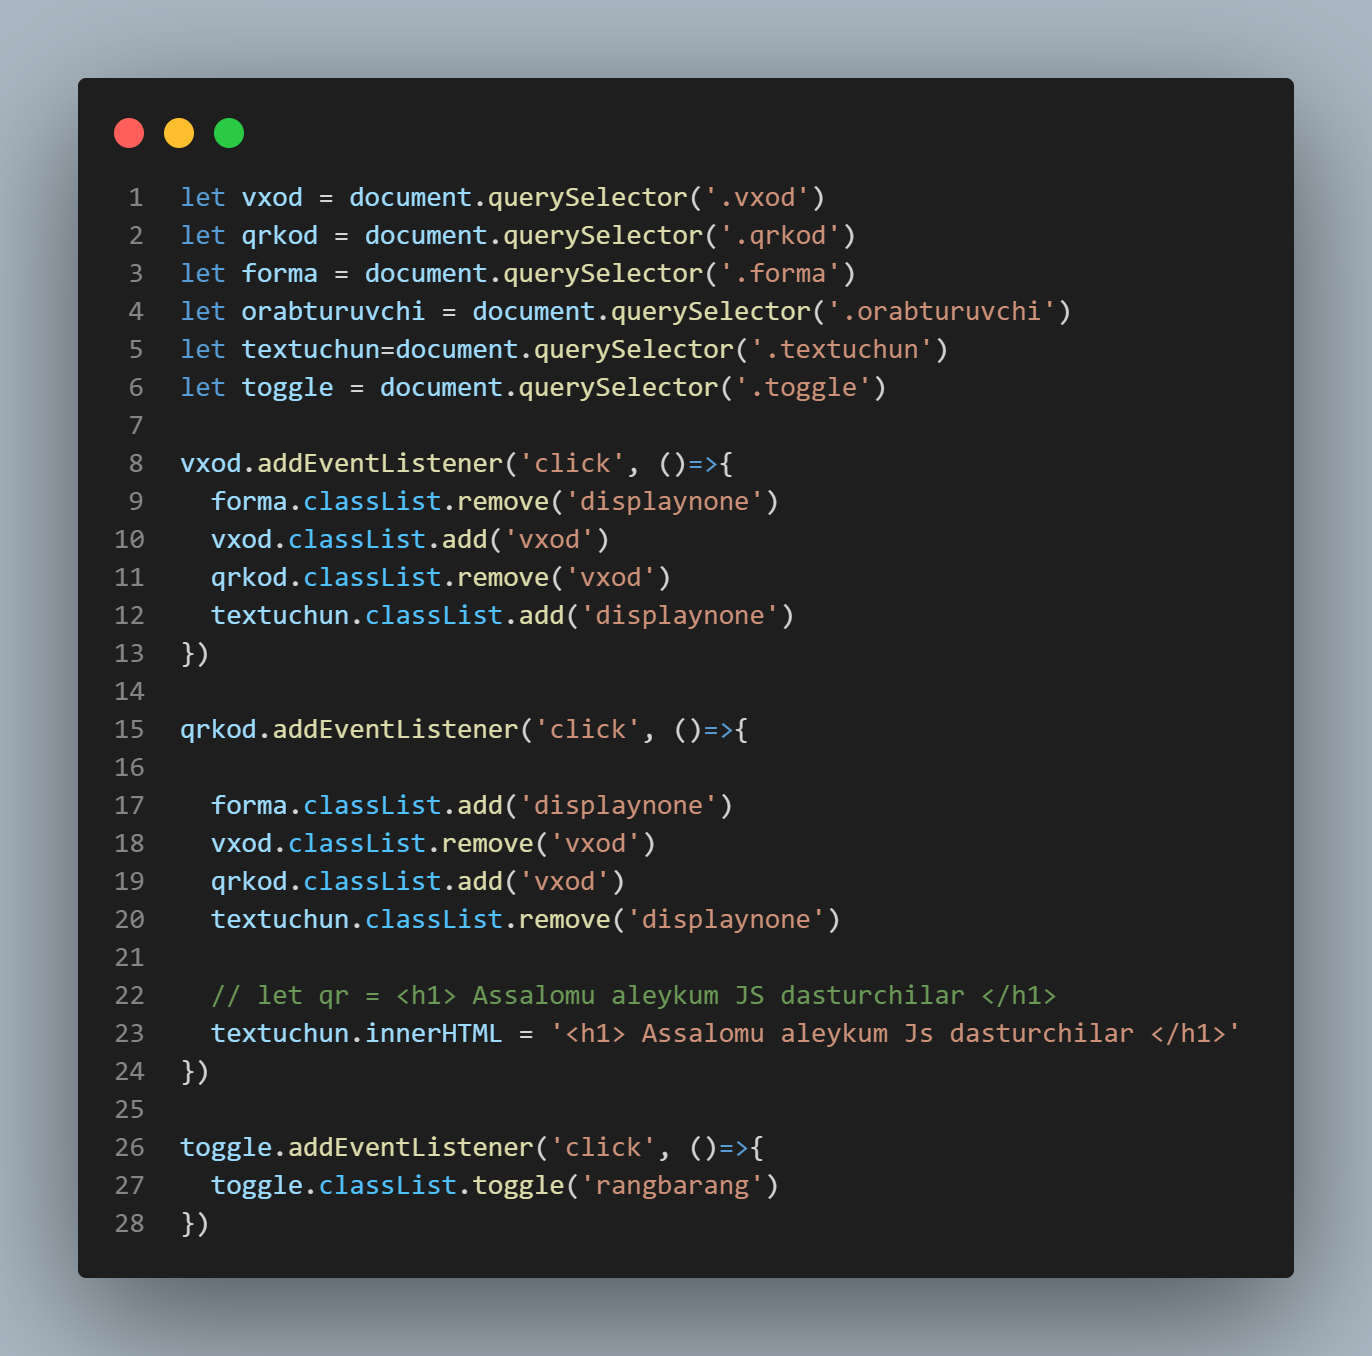 1 let vxod = document.querySelector('.vxod')
2 let qrkod = document.querySelector('.qrkod')
3 let forma = document.querySelector('.forma')
4 let orabturuvchi = document.querySelector('.orabturuvchi')
5 let textuchun=document.querySelector('.textuchun')
6 let toggle = document.querySelector('.toggle')
7
8 vxod.addEventListener('click', ()=>{
9   forma.classList.remove('displaynone')
10   vxod.classList.add('vxod')
11   qrkod.classList.remove('vxod')
12   textuchun.classList.add('displaynone')
13 })
14
15 qrkod.addEventListener('click', ()=>{
16
17   forma.classList.add('displaynone')
18   vxod.classList.remove('vxod')
19   qrkod.classList.add('vxod')
20   textuchun.classList.remove('displaynone')
21
22   // let qr = <h1> Assalomu aleykum JS dasturchilar </h1>
23   textuchun.innerHTML = '<h1> Assalomu aleykum Js dasturchilar </h1>'
24 })
25
26 toggle.addEventListener('click', ()=>{
27   toggle.classList.toggle('rangbarang')
28 })